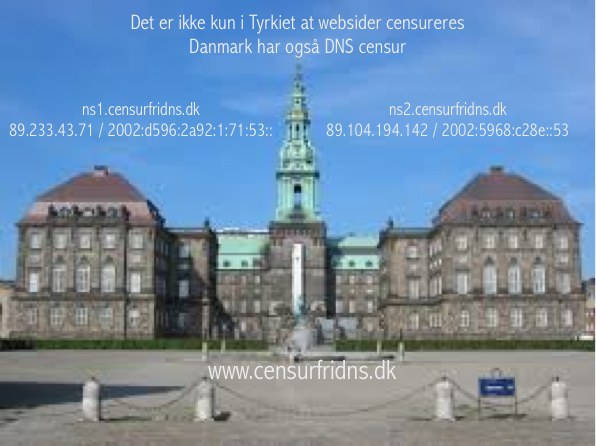 Det er ikke kun i Tyrkiet at websider censureres
Danmark har også DNS censur
ns1.censurfridns.dk
89.233.43.71 / 2002:d596:2a92:1:71:53::
ns2.censurfridns.dk
89.104.194.142 / 2002:5968:c28e::53
www.censurfridns.dk